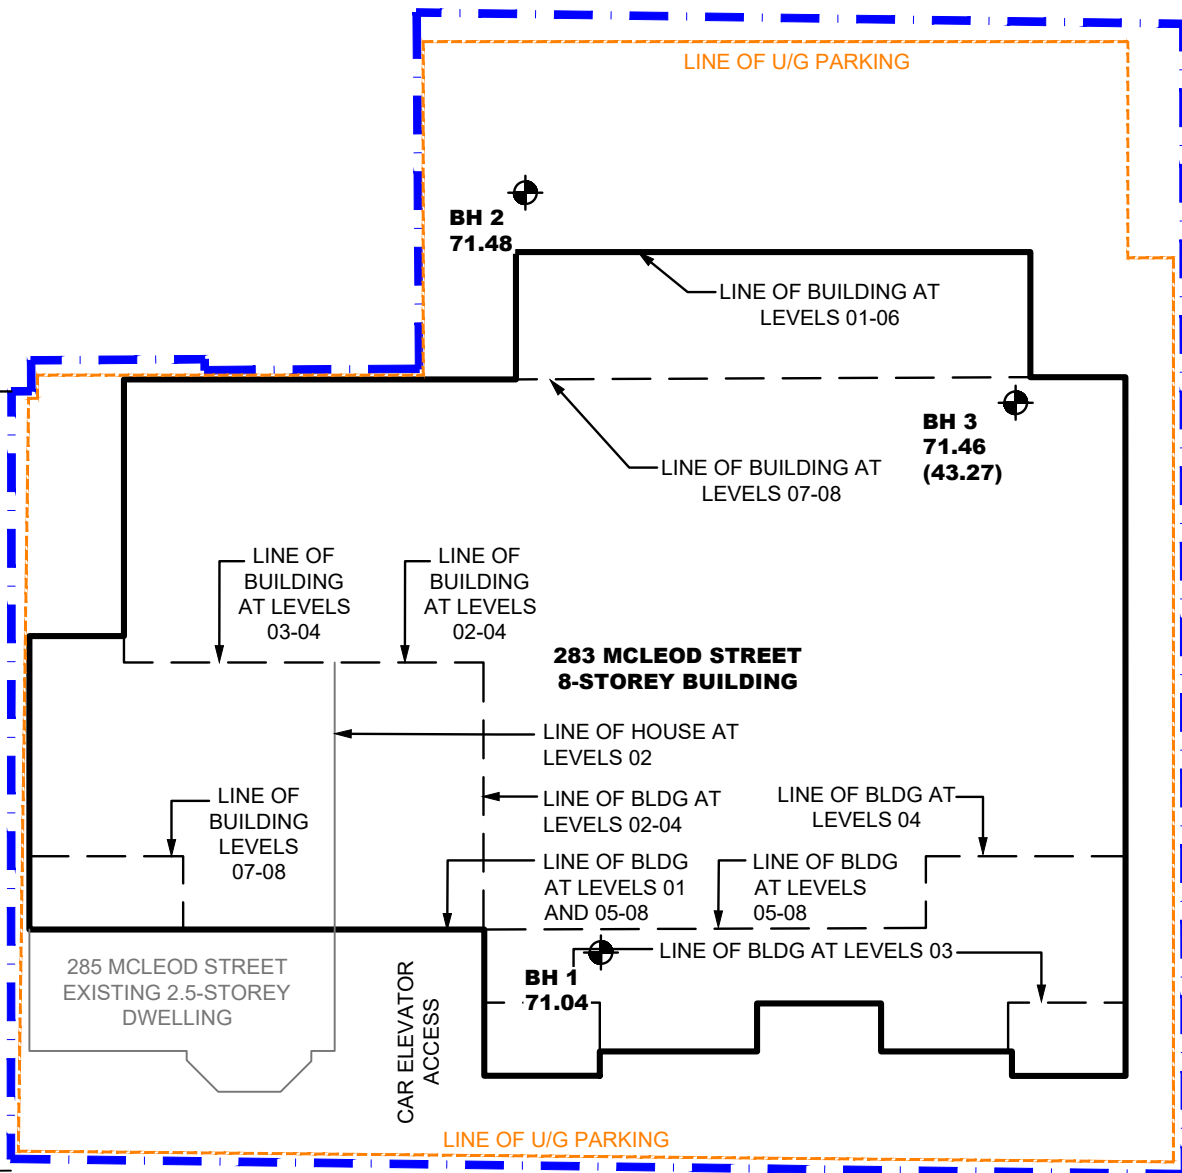 LINE OF U/G PARKING
BH 2
71.48
LINE OF BUILDING AT
LEVELS 01-06
BH 3
71.46
(43.27)
LINE OF BUILDING AT
LEVELS 07-08
LINE OF
BUILDING
AT LEVELS
03-04
LINE OF
BUILDING
AT LEVELS
02-04
283 MCLEOD STREET
8-STOREY BUILDING
LINE OF HOUSE AT
LEVELS 02
LINE OF
BUILDING
LEVELS
07-08
LINE OF BLDG AT
LEVELS 02-04
LINE OF BLDG AT
LEVELS 04
LINE OF BLDG
AT LEVELS 01
AND 05-08
LINE OF BLDG
AT LEVELS
05-08
LINE OF BLDG AT LEVELS 03
BH 1
71.04
285 MCLEOD STREET
EXISTING 2.5-STOREY
DWELLING
CAR ELEVATOR
ACCESS
LINE OF U/G PARKING